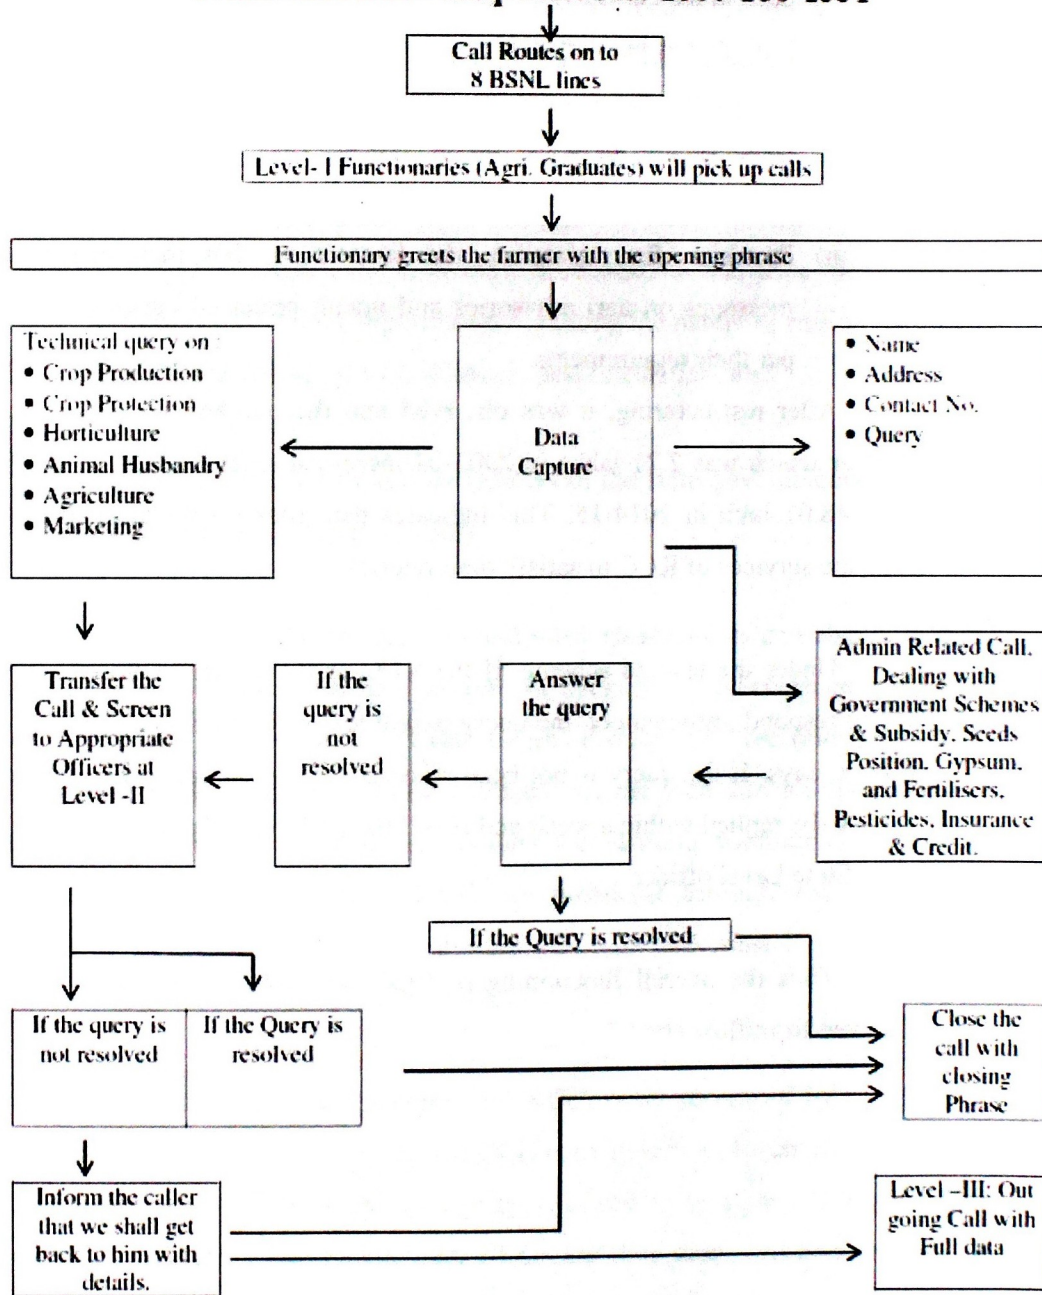 Call Routes on to
8 BSNL lines
Level- I Functionaries (Agri. Graduates) will pick up calls
Functionary greets the farmer with the opening phrase
Technical query on
• Crop Production
• Crop Protection
• Horticulture
• Animal Husbandry
• Agriculture
• Marketing
Data
Capture
• Name
• Address
• Contact No.
• Query
Transfer the
Call & Screen
to Appropriate
Officers at
Level -II
If the
query is
not
resolved
Answer
the query
Admin Related Call.
Dealing with
Government Schemes
& Subsidy. Seeds
Position. Gypsum.
and Fertilisers.
Pesticides. Insurance
& Credit.
If the Query is resolved
If the query is
not resolved
If the Query is
resolved
Close the
call with
closing
Phrase
Inform the caller
that we shall get
back to him with
details.
Level –III: Out
going Call with
Full data